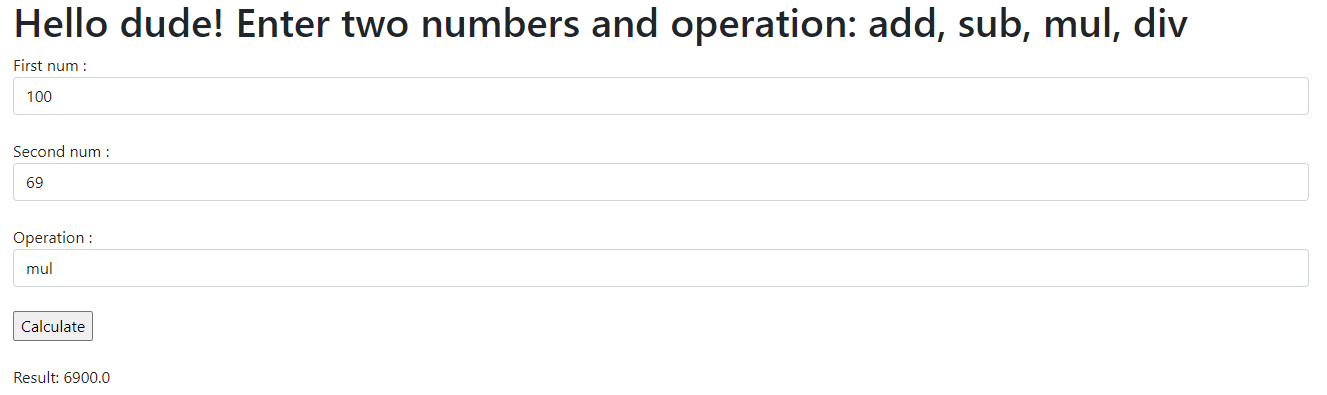 Hello dude! Enter two numbers and operation: add, sub, mul, div
First num :
100
Second num :
69
Operation :
mul
Calculate
Result: 6900.0